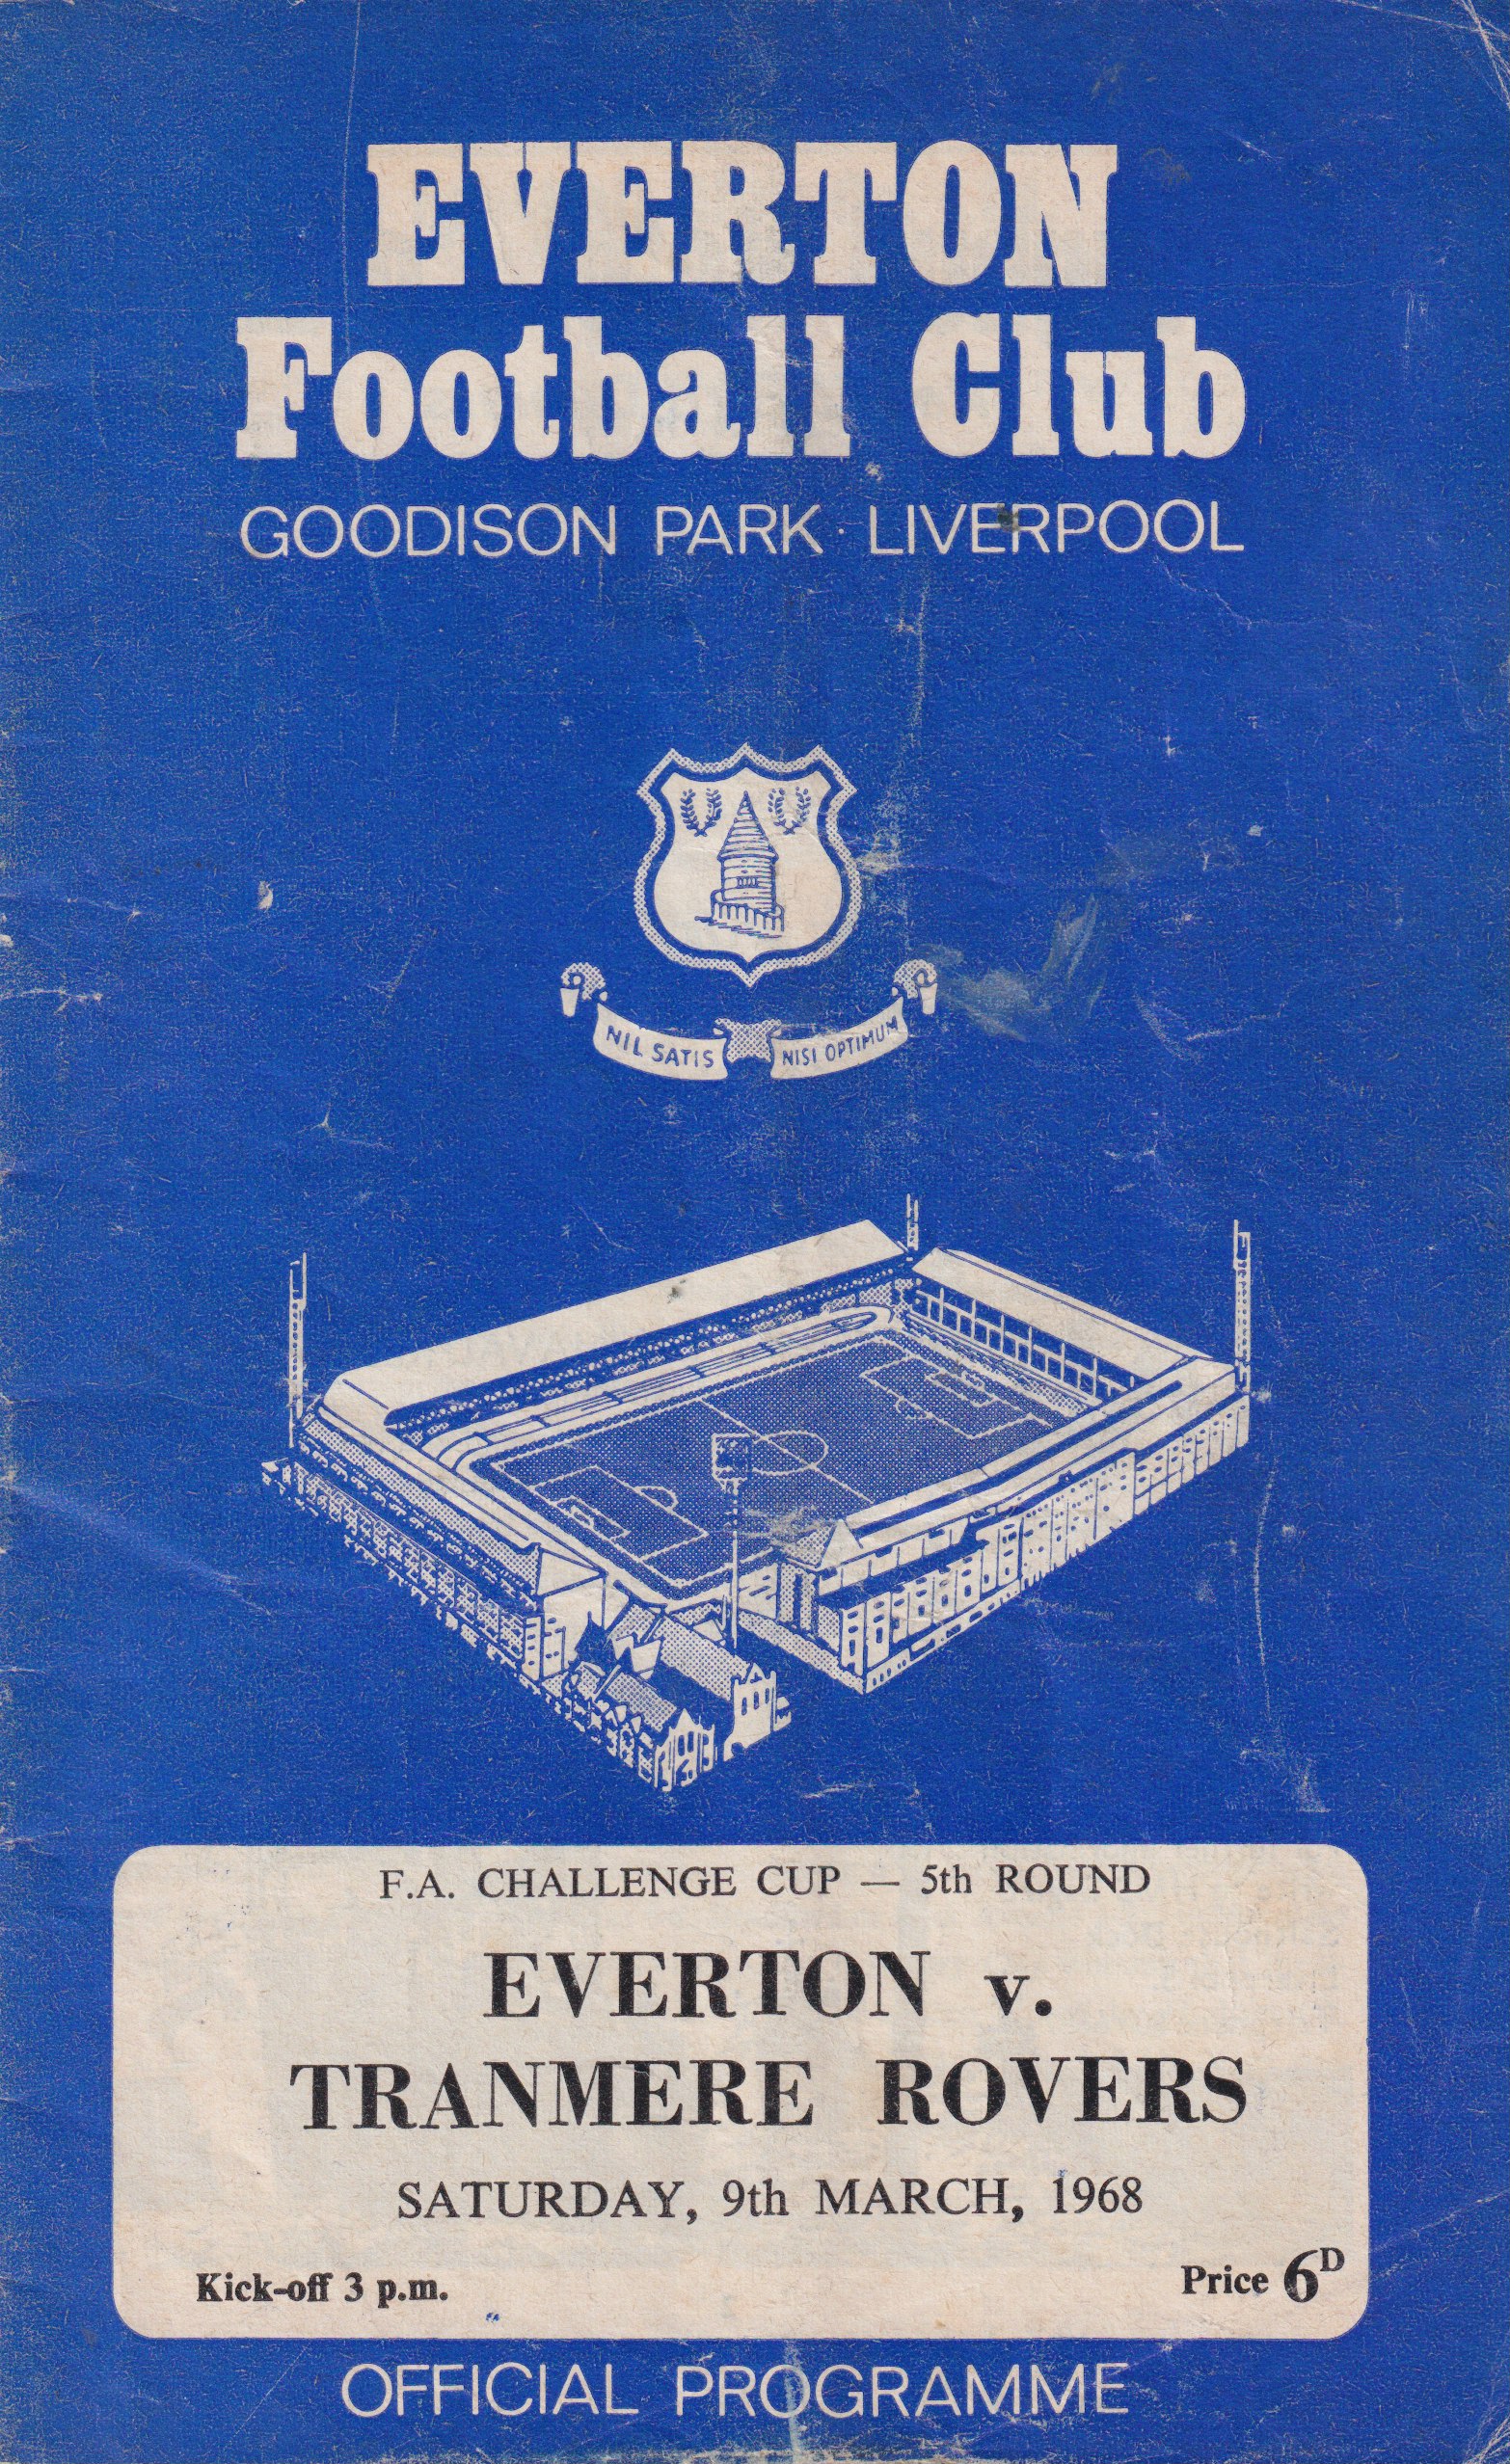 EVERTON
Football Club
GOODISON PARK · LIVERPOOL
NIL SATIS NISI OPTIMUM
F.A. CHALLENGE CUP — 5th ROUND
EVERTON v.
TRANMERE ROVERS
SATURDAY, 9th MARCH, 1968
Kick-off 3 p.m. Price 6D
OFFICIAL PROGRAMME